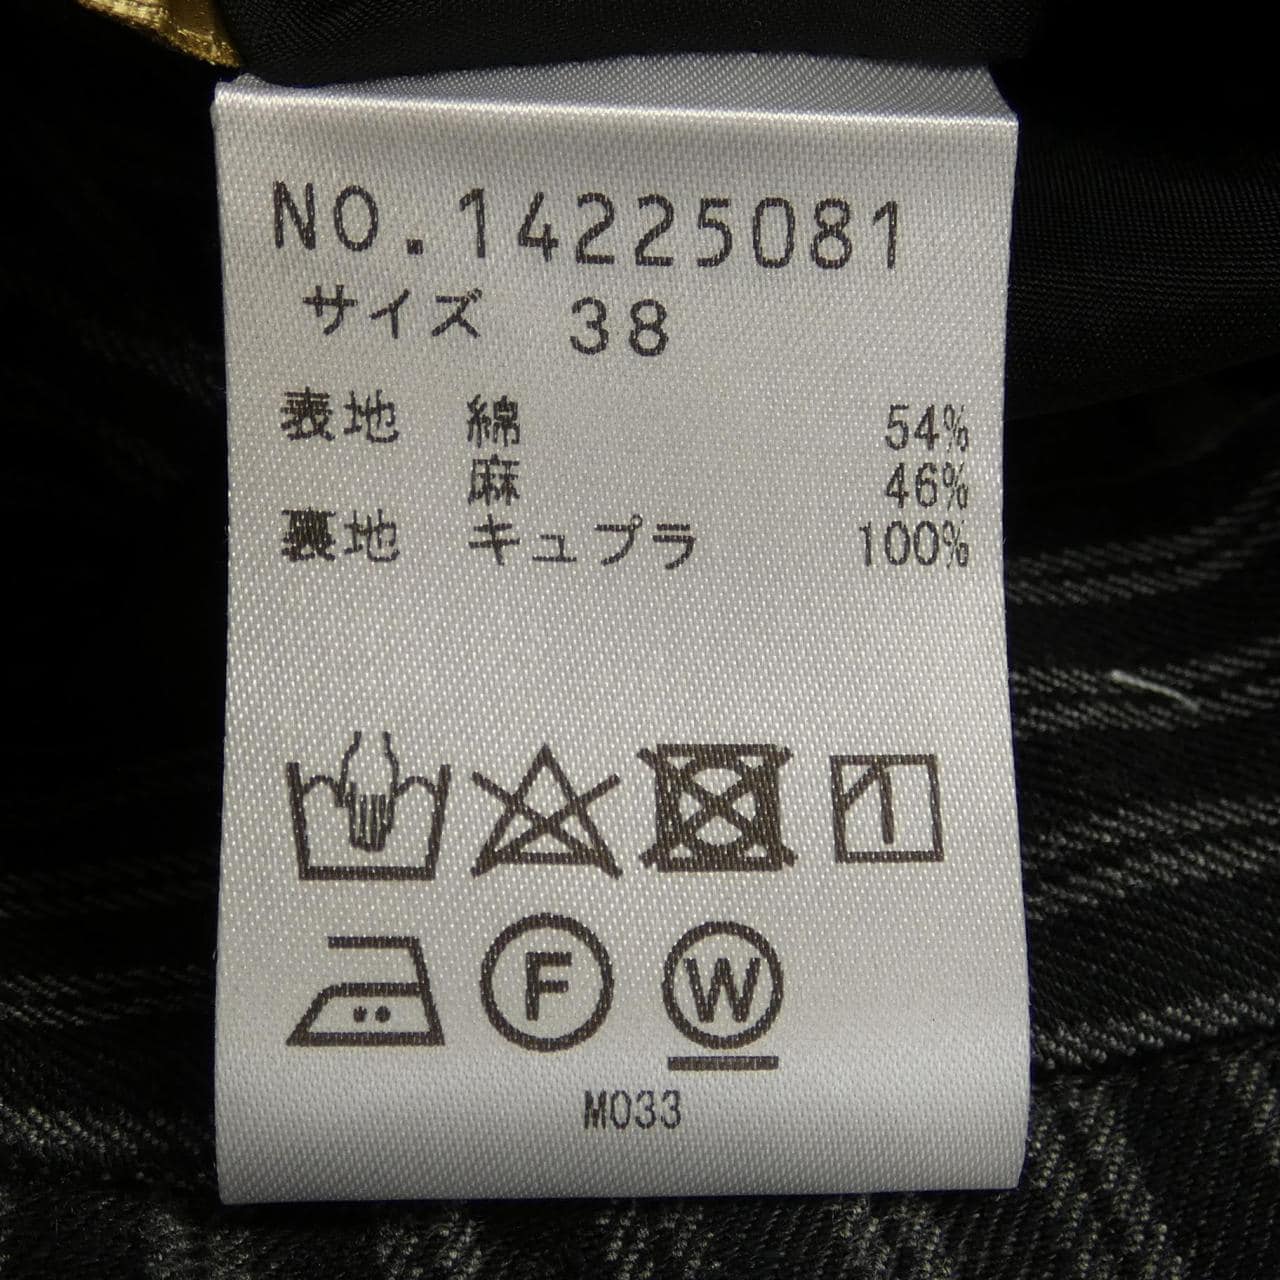 NO.14225081
サイズ 38
表地 綿 54%
麻 46%
裏地 キュプラ 100%
F W
M033